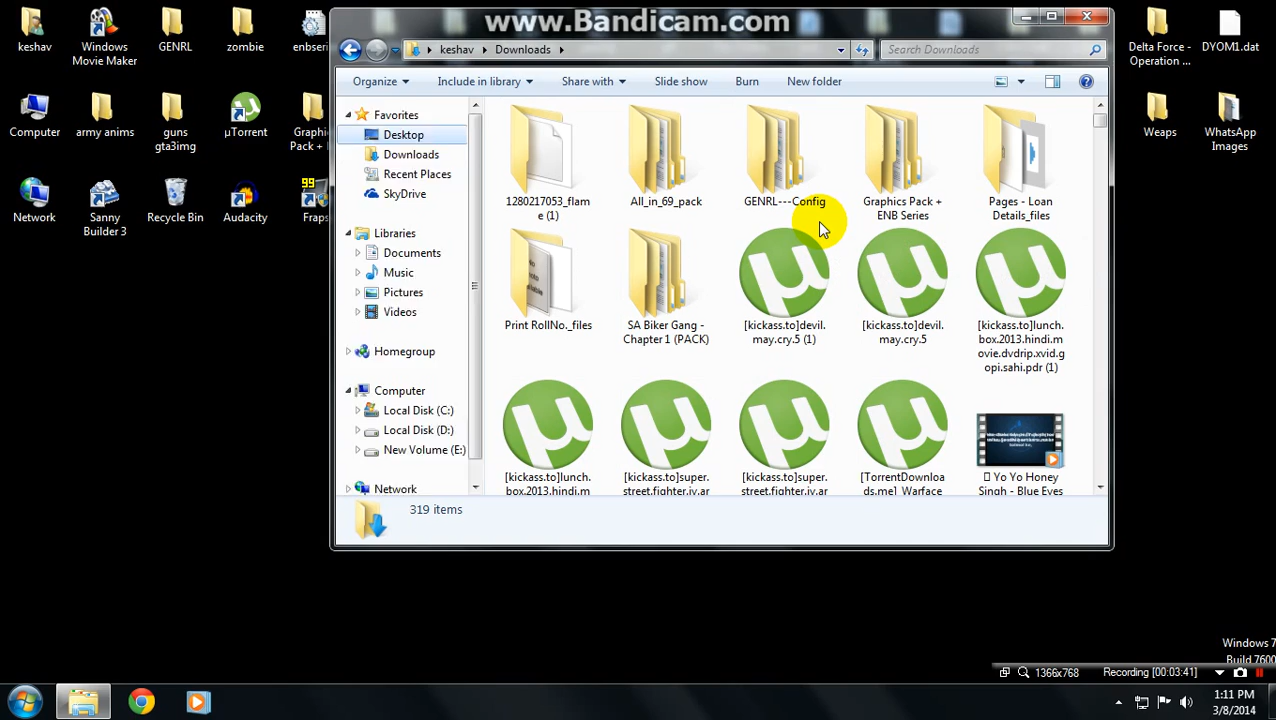 www.Bandicam.com
keshav
Windows
Movie Maker
GENRL
zombie
enbseri
Delta Force -
Operation ...
DYOM1.dat
keshav
Downloads
Search Downloads
Organize
Include in library
Share with
Slide show
Burn
New folder
Computer
army anims
guns
gta3img
µTorrent
Graphic
Pack + I
Weaps
WhatsApp
Images
Network
Sanny
Builder 3
Recycle Bin
Audacity
99
Fraps
Favorites
Desktop
Downloads
Recent Places
SkyDrive
Libraries
Documents
Music
Pictures
Videos
Homegroup
Computer
Local Disk (C:)
Local Disk (D:)
New Volume (E:)
Network
1280217053_flam
e (1)
All_in_69_pack
GENRL---Config
Graphics Pack +
ENB Series
Pages - Loan
Details_files
Print RollNo._files
SA Biker Gang -
Chapter 1 (PACK)
[kickass.to]devil.
may.cry.5 (1)
[kickass.to]devil.
may.cry.5
[kickass.to]lunch.
box.2013.hindi.m
ovie.dvdrip.xvid.g
opi.sahi.pdr (1)
[kickass.to]lunch.
box.2013.hindi.m
[kickass.to]super.
street.fighter.iv.ar
[kickass.to]super.
street.fighter.iv.ar
[TorrentDownloa
ds.me] Warface
Yo Yo Honey
Singh - Blue Eyes
319 items
Windows 7
Build 7600
1366x768
Recording [00:03:41]
1:11 PM
3/8/2014